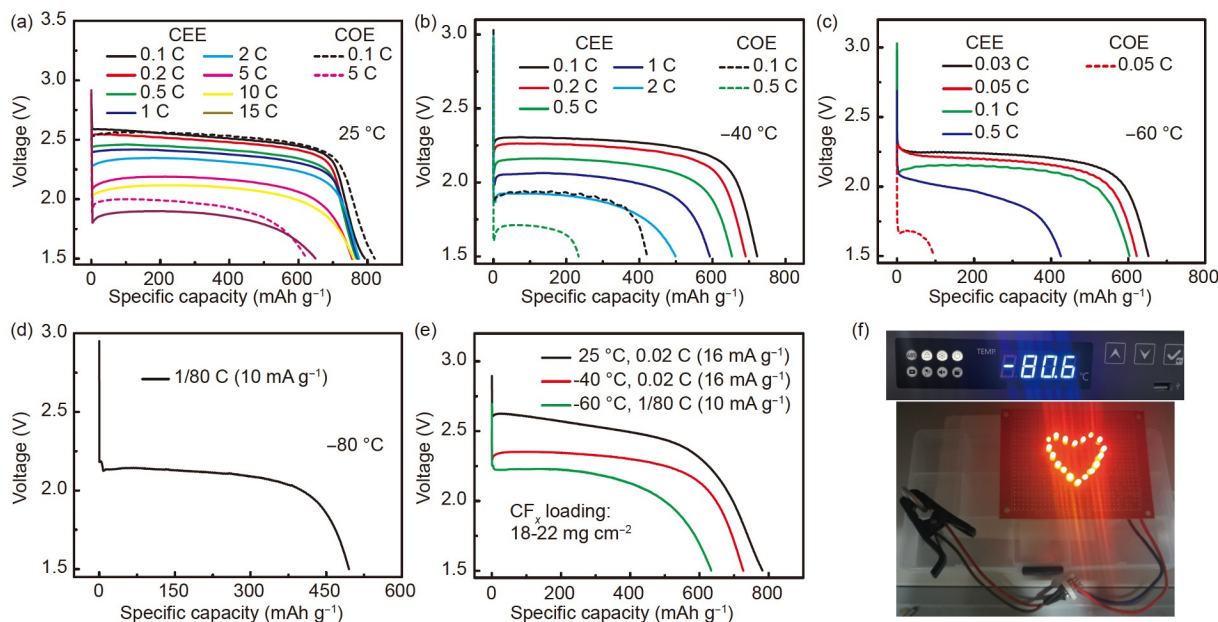 (a)
3.5
3.0
2.5
2.0
1.5
Voltage (V)
CEE COE
0.1 C 2 C 0.1 C
0.2 C 5 C 5 C
0.5 C 10 C
1 C 15 C
25 °C
0 200 400 600 800
Specific capacity (mAh g⁻¹)
(b)
3.0
2.5
2.0
1.5
Voltage (V)
CEE COE
0.1 C 1 C 0.1 C
0.2 C 2 C 0.5 C
0.5 C
–40 °C
0 200 400 600 800
Specific capacity (mAh g⁻¹)
(c)
3.0
2.5
2.0
1.5
Voltage (V)
CEE COE
0.03 C 0.05 C
0.05 C
0.1 C
0.5 C
–60 °C
0 200 400 600 800
Specific capacity (mAh g⁻¹)
(d)
3.0
2.5
2.0
1.5
Voltage (V)
1/80 C (10 mA g⁻¹)
–80 °C
0 150 300 450 600
Specific capacity (mAh g⁻¹)
(e)
3.0
2.5
2.0
1.5
Voltage (V)
25 °C, 0.02 C (16 mA g⁻¹)
-40 °C, 0.02 C (16 mA g⁻¹)
-60 °C, 1/80 C (10 mA g⁻¹)
CFₓ loading:
18-22 mg cm⁻²
0 200 400 600 800
Specific capacity (mAh g⁻¹)
(f)
TEMP.
-80.6
°C